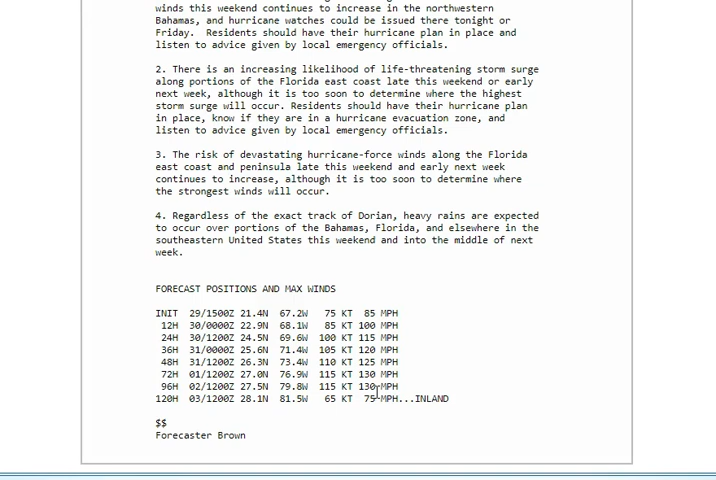 winds this weekend continues to increase in the northwestern
Bahamas, and hurricane watches could be issued there tonight or
Friday.  Residents should have their hurricane plan in place and
listen to advice given by local emergency officials.
2. There is an increasing likelihood of life-threatening storm surge
along portions of the Florida east coast late this weekend or early
next week, although it is too soon to determine where the highest
storm surge will occur. Residents should have their hurricane plan
in place, know if they are in a hurricane evacuation zone, and
listen to advice given by local emergency officials.
3. The risk of devastating hurricane-force winds along the Florida
east coast and peninsula late this weekend and early next week
continues to increase, although it is too soon to determine where
the strongest winds will occur.
4. Regardless of the exact track of Dorian, heavy rains are expected
to occur over portions of the Bahamas, Florida, and elsewhere in the
southeastern United States this weekend and into the middle of next
week.
FORECAST POSITIONS AND MAX WINDS
INIT  29/1500Z 21.4N  67.2W   75 KT  85 MPH
12H  30/0000Z 22.9N  68.1W   85 KT 100 MPH
24H  30/1200Z 24.5N  69.6W  100 KT 115 MPH
36H  31/0000Z 25.6N  71.4W  105 KT 120 MPH
48H  31/1200Z 26.3N  73.4W  110 KT 125 MPH
72H  01/1200Z 27.0N  76.9W  115 KT 130 MPH
96H  02/1200Z 27.5N  79.8W  115 KT 130 MPH
120H  03/1200Z 28.1N  81.5W   65 KT  75 MPH...INLAND
$$
Forecaster Brown